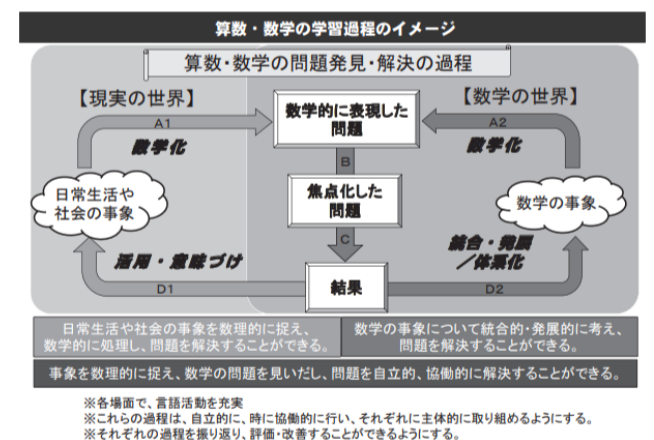 算数・数学の学習過程のイメージ
算数・数学の問題発見・解決の過程
【現実の世界】
【数学の世界】
数学的に表現した
問題
A1
A2
数学化
数学化
B
日常生活や
社会の事象
焦点化した
問題
数学の事象
C
活用・意味づけ
統合・発展
／体系化
D1
結果
D2
日常生活や社会の事象を数理的に捉え、
数学的に処理し、問題を解決することができる。
数学の事象について統合的・発展的に考え、
問題を解決することができる。
事象を数理的に捉え、数学の問題を見いだし、問題を自立的、協働的に解決することができる。
※各場面で、言語活動を充実
※これらの過程は、自立的に、時に協働的に行い、それぞれに主体的に取り組めるようにする。
※それぞれの過程を振り返り、評価・改善することができるようにする。